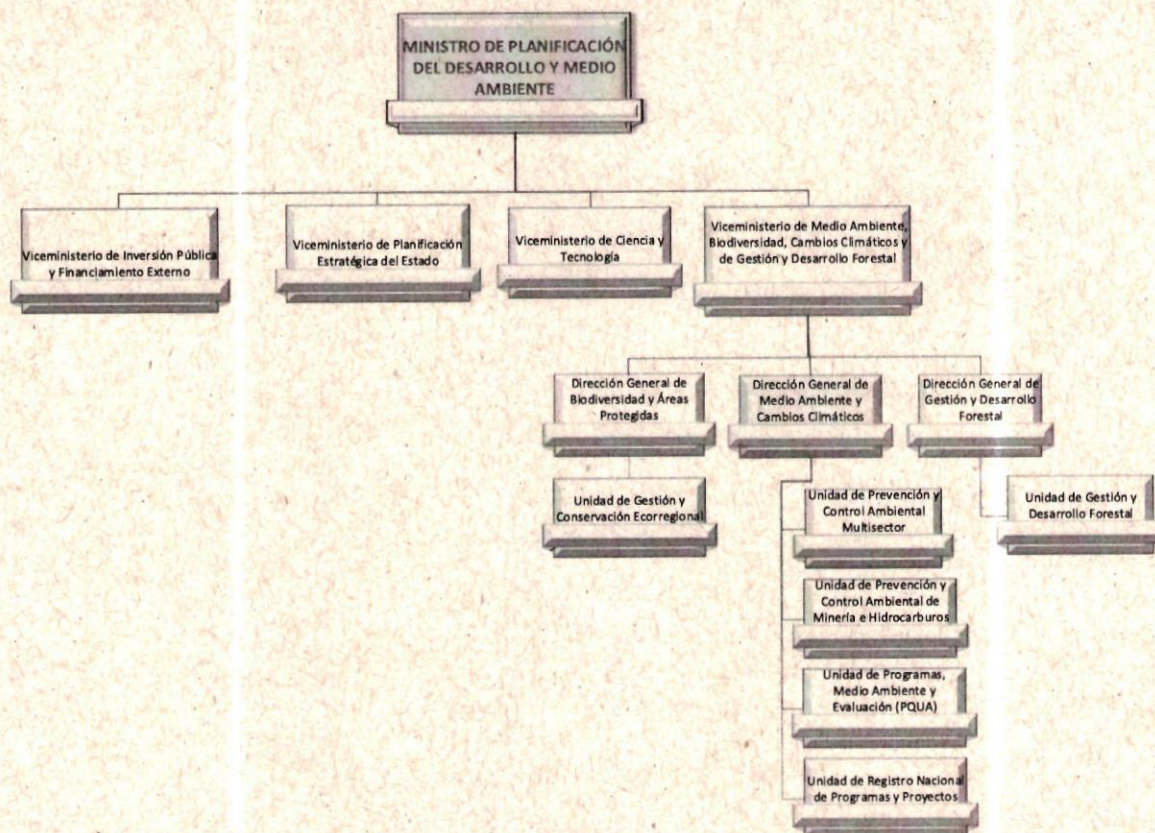 MINISTRO DE PLANIFICACIÓN
DEL DESARROLLO Y MEDIO
AMBIENTE
Viceministerio de Inversión Pública
y Financiamiento Externo
Viceministerio de Planificación
Estratégica del Estado
Viceministerio de Ciencia y
Tecnología
Viceministerio de Medio Ambiente,
Biodiversidad, Cambios Climáticos y
de Gestión y Desarrollo Forestal
Dirección General de
Biodiversidad y Áreas
Protegidas
Dirección General de
Medio Ambiente y
Cambios Climáticos
Dirección General de
Gestión y Desarrollo
Forestal
Unidad de Gestión y
Conservación Ecorregional
Unidad de Prevención y
Control Ambiental
Multisector
Unidad de Gestión y
Desarrollo Forestal
Unidad de Prevención y
Control Ambiental de
Minería e Hidrocarburos
Unidad de Programas,
Medio Ambiente y
Evaluación (PQUA)
Unidad de Registro Nacional
de Programas y Proyectos